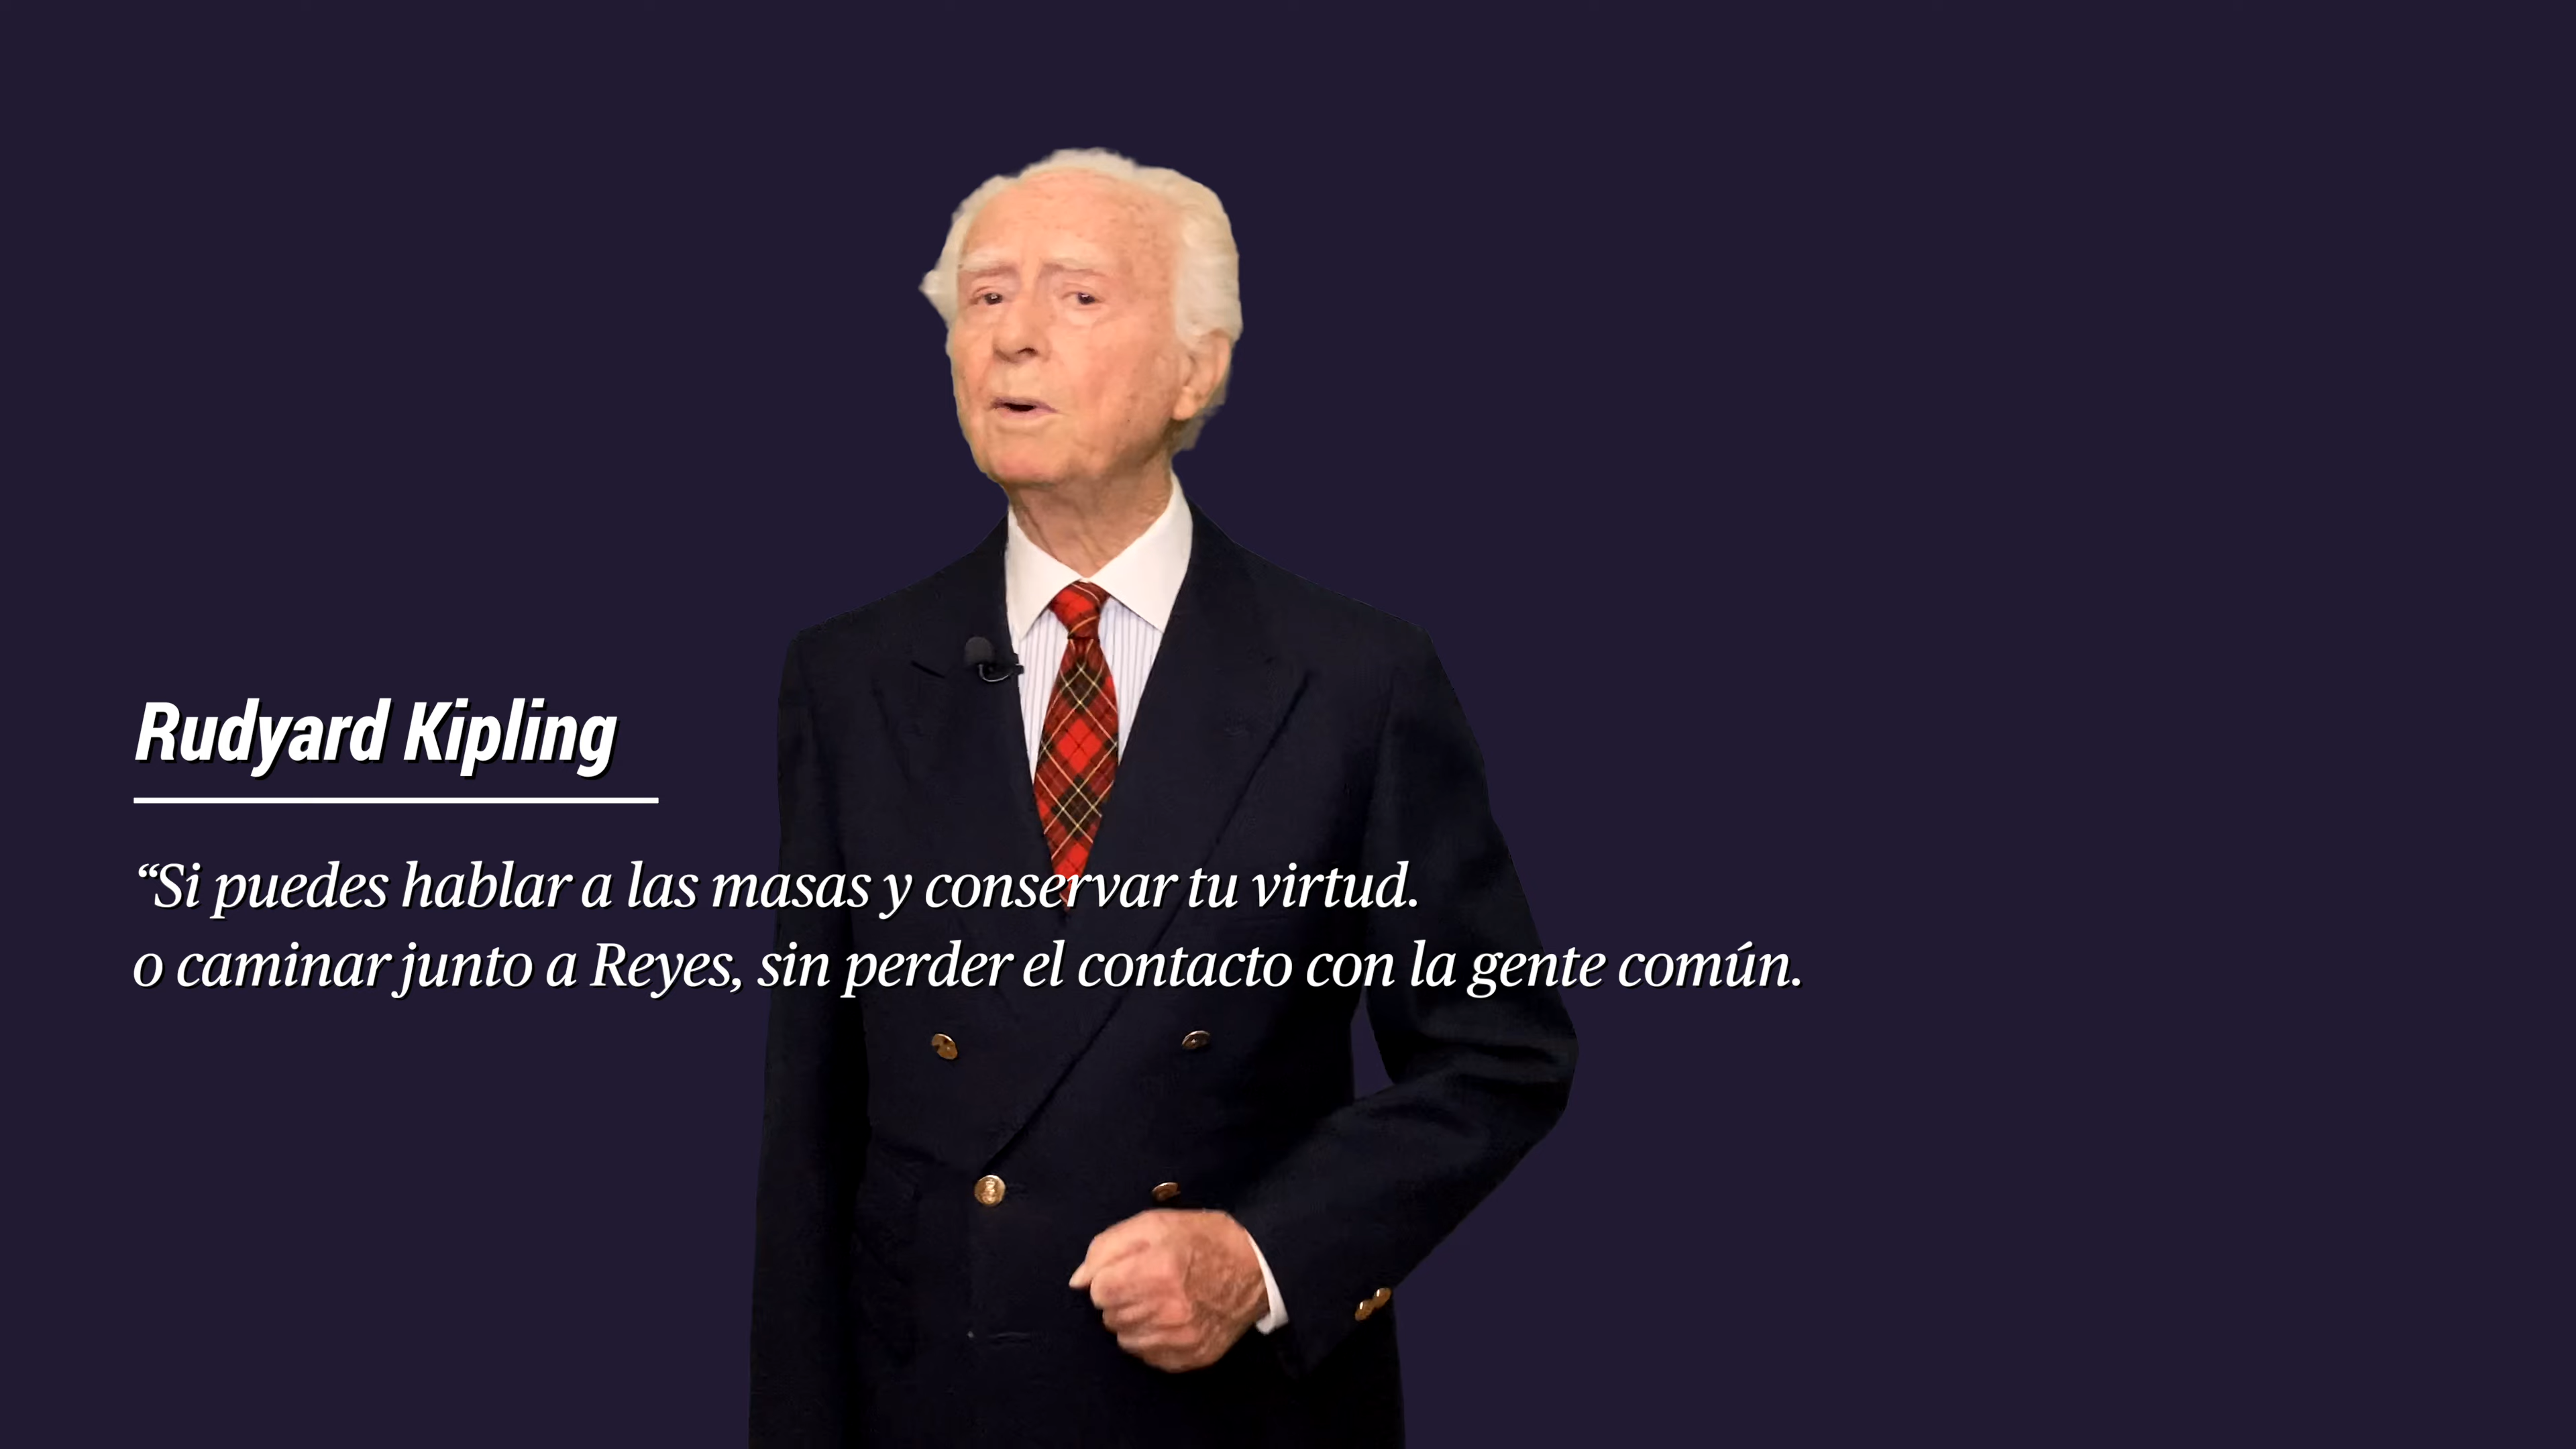 Rudyard Kipling
“Si puedes hablar a las masas y conservar tu virtud.
o caminar junto a Reyes, sin perder el contacto con la gente común.